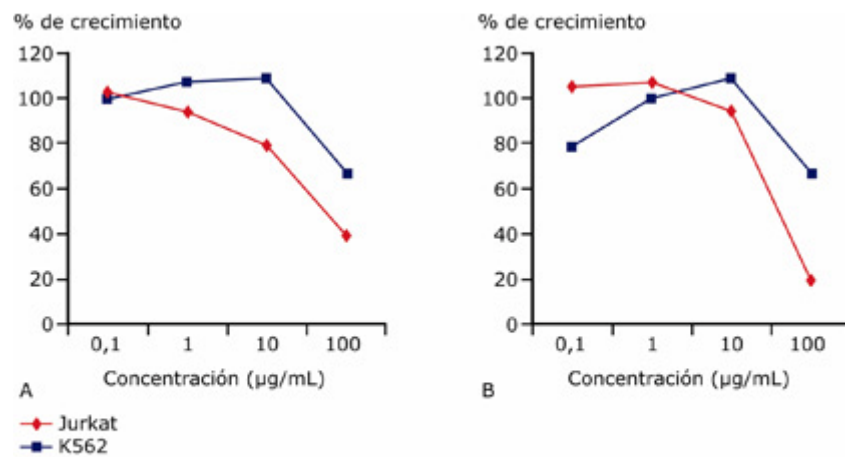 % de crecimiento
120
100
80
60
40
20
0
0,1 1 10 100
Concentración (µg/mL)
A
Jurkat
K562
% de crecimiento
120
100
80
60
40
20
0
0,1 1 10 100
Concentración (µg/mL)
B